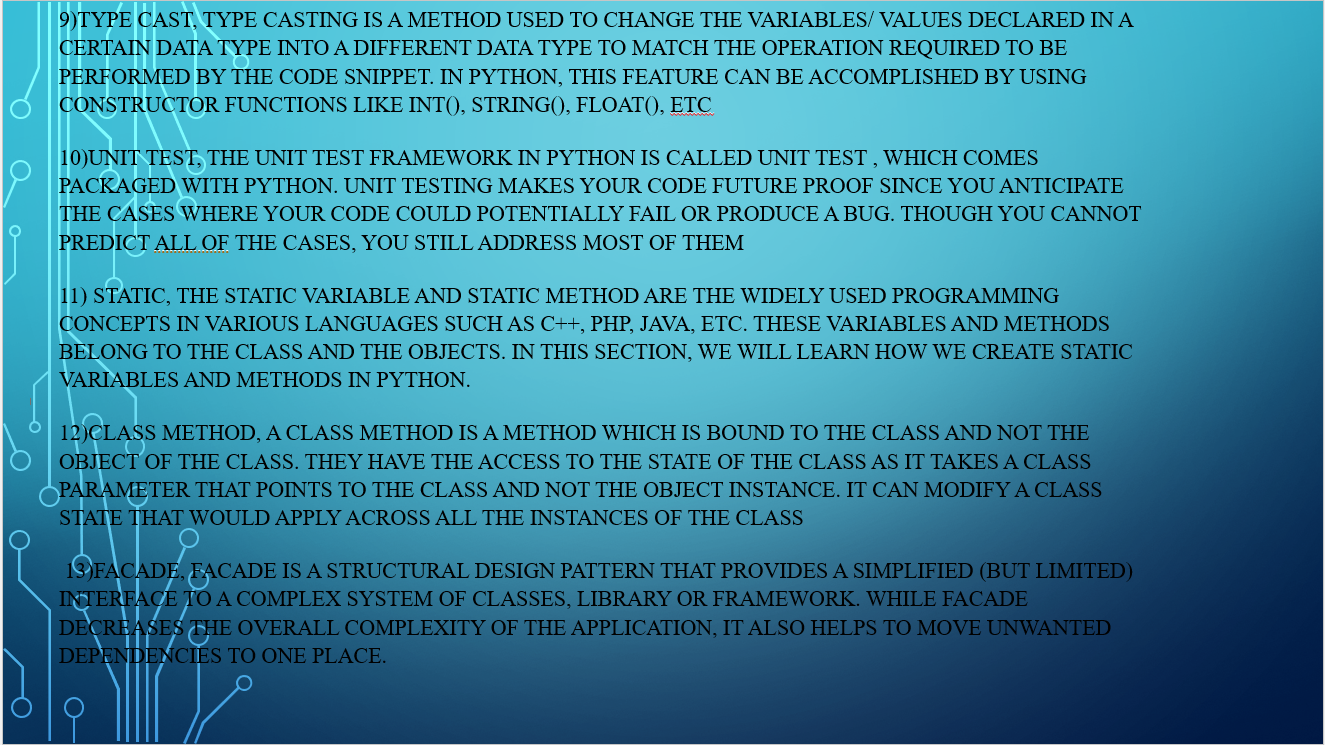 9)TYPE CAST, TYPE CASTING IS A METHOD USED TO CHANGE THE VARIABLES/ VALUES DECLARED IN A
CERTAIN DATA TYPE INTO A DIFFERENT DATA TYPE TO MATCH THE OPERATION REQUIRED TO BE
PERFORMED BY THE CODE SNIPPET. IN PYTHON, THIS FEATURE CAN BE ACCOMPLISHED BY USING
CONSTRUCTOR FUNCTIONS LIKE INT(), STRING(), FLOAT(), ETC
10)UNIT TEST, THE UNIT TEST FRAMEWORK IN PYTHON IS CALLED UNIT TEST , WHICH COMES
PACKAGED WITH PYTHON. UNIT TESTING MAKES YOUR CODE FUTURE PROOF SINCE YOU ANTICIPATE
THE CASES WHERE YOUR CODE COULD POTENTIALLY FAIL OR PRODUCE A BUG. THOUGH YOU CANNOT
PREDICT ALL OF THE CASES, YOU STILL ADDRESS MOST OF THEM
11) STATIC, THE STATIC VARIABLE AND STATIC METHOD ARE THE WIDELY USED PROGRAMMING
CONCEPTS IN VARIOUS LANGUAGES SUCH AS C++, PHP, JAVA, ETC. THESE VARIABLES AND METHODS
BELONG TO THE CLASS AND THE OBJECTS. IN THIS SECTION, WE WILL LEARN HOW WE CREATE STATIC
VARIABLES AND METHODS IN PYTHON.
12)CLASS METHOD, A CLASS METHOD IS A METHOD WHICH IS BOUND TO THE CLASS AND NOT THE
OBJECT OF THE CLASS. THEY HAVE THE ACCESS TO THE STATE OF THE CLASS AS IT TAKES A CLASS
PARAMETER THAT POINTS TO THE CLASS AND NOT THE OBJECT INSTANCE. IT CAN MODIFY A CLASS
STATE THAT WOULD APPLY ACROSS ALL THE INSTANCES OF THE CLASS
13)FACADE, FACADE IS A STRUCTURAL DESIGN PATTERN THAT PROVIDES A SIMPLIFIED (BUT LIMITED)
INTERFACE TO A COMPLEX SYSTEM OF CLASSES, LIBRARY OR FRAMEWORK. WHILE FACADE
DECREASES THE OVERALL COMPLEXITY OF THE APPLICATION, IT ALSO HELPS TO MOVE UNWANTED
DEPENDENCIES TO ONE PLACE.